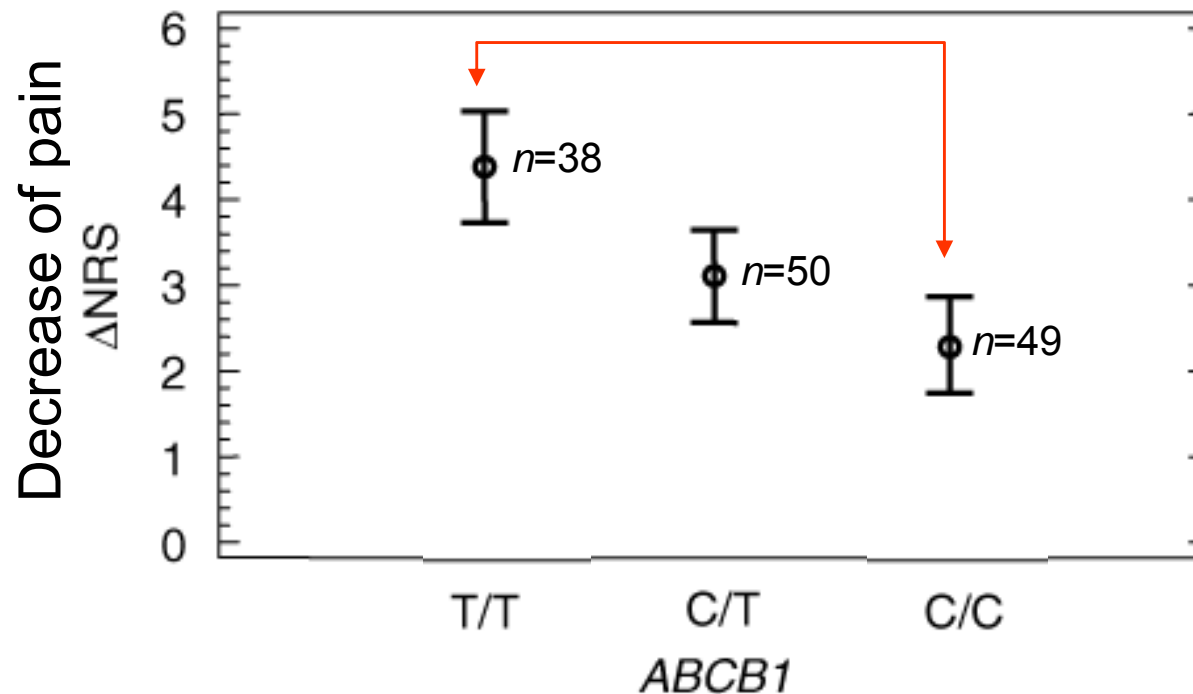 Decrease of pain
ΔNRS
6
5
4
3
2
1
0
n=38
n=50
n=49
T/T
C/T
C/C
ABCB1